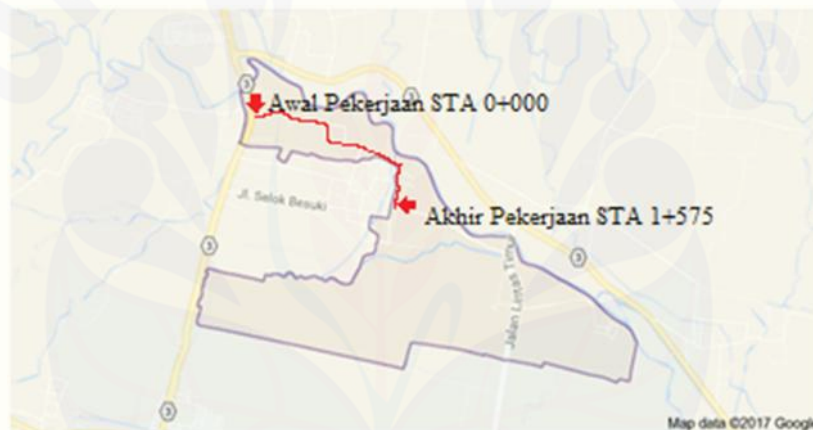 3
3
Awal Pekerjaan STA 0+000
Jl. Selok Besuki
Akhir Pekerjaan STA 1+575
3
3
Jalan Lintas Timur
3
Map data ©2017 Google